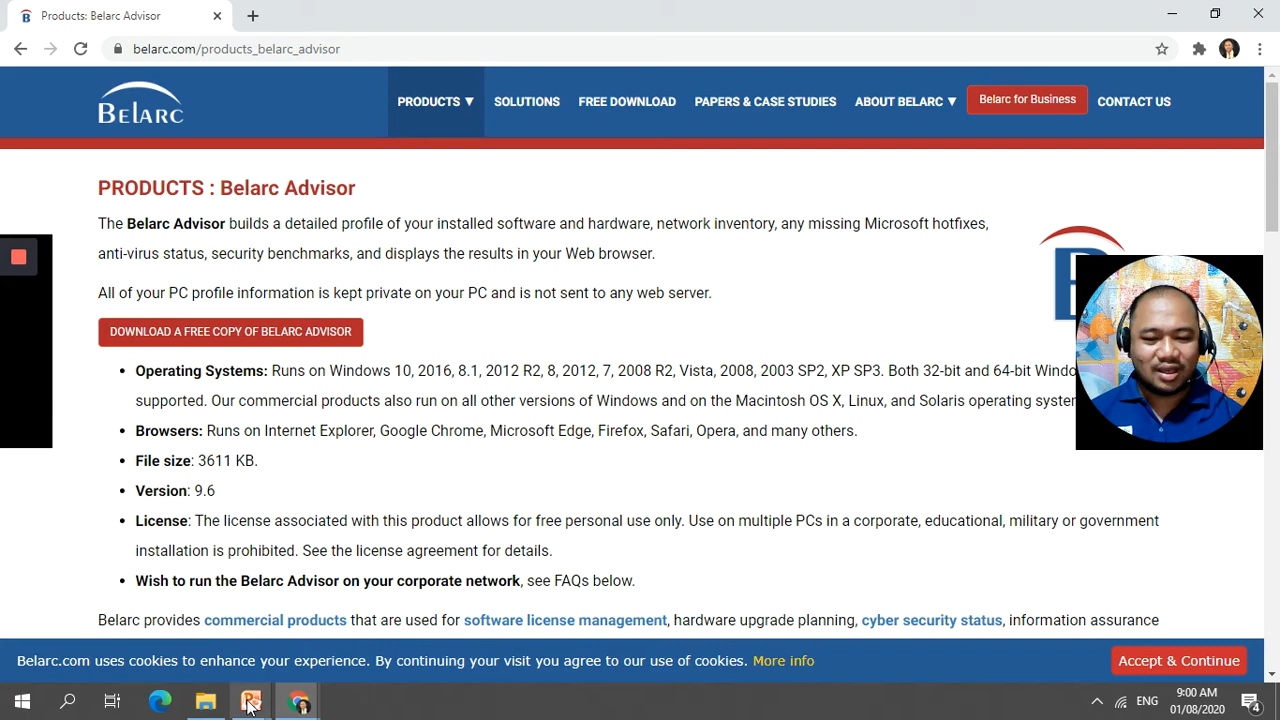 Products: Belarc Advisor
belarc.com/products_belarc_advisor
BELARC
PRODUCTS ▼ SOLUTIONS FREE DOWNLOAD PAPERS & CASE STUDIES ABOUT BELARC ▼ Belarc for Business CONTACT US
PRODUCTS : Belarc Advisor
The Belarc Advisor builds a detailed profile of your installed software and hardware, network inventory, any missing Microsoft hotfixes,
anti-virus status, security benchmarks, and displays the results in your Web browser.
All of your PC profile information is kept private on your PC and is not sent to any web server.
DOWNLOAD A FREE COPY OF BELARC ADVISOR
• Operating Systems: Runs on Windows 10, 2016, 8.1, 2012 R2, 8, 2012, 7, 2008 R2, Vista, 2008, 2003 SP2, XP SP3. Both 32-bit and 64-bit Windo
supported. Our commercial products also run on all other versions of Windows and on the Macintosh OS X, Linux, and Solaris operating syster
• Browsers: Runs on Internet Explorer, Google Chrome, Microsoft Edge, Firefox, Safari, Opera, and many others.
• File size: 3611 KB.
• Version: 9.6
• License: The license associated with this product allows for free personal use only. Use on multiple PCs in a corporate, educational, military or government
installation is prohibited. See the license agreement for details.
• Wish to run the Belarc Advisor on your corporate network, see FAQs below.
Belarc provides commercial products that are used for software license management, hardware upgrade planning, cyber security status, information assurance
Belarc.com uses cookies to enhance your experience. By continuing your visit you agree to our use of cookies. More info
Accept & Continue
ENG
9:00 AM
01/08/2020
4